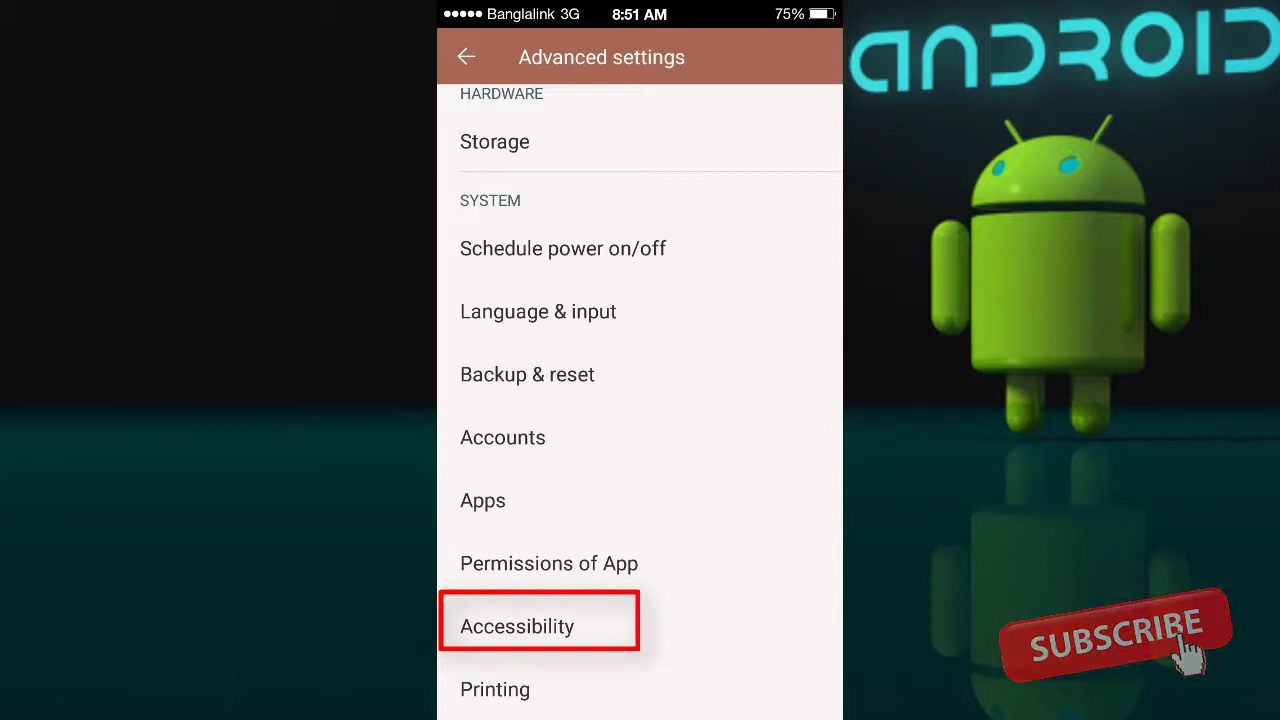 Banglalink 3G 8:51 AM 75%
Advanced settings
HARDWARE
Storage
SYSTEM
Schedule power on/off
Language & input
Backup & reset
Accounts
Apps
Permissions of App
Accessibility
Printing
ANDROID
SUBSCRIBE